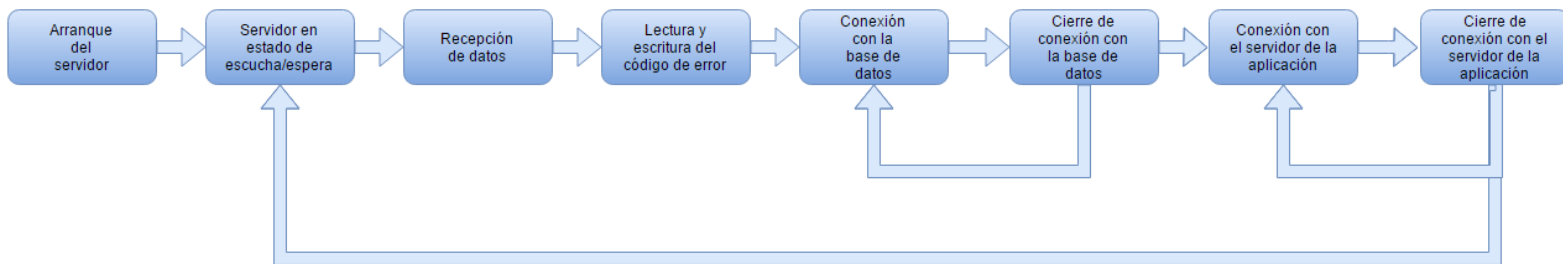 Arranque
del
servidor
Servidor en
estado de
escucha/espera
Recepción
de datos
Lectura y
escritura del
código de error
Conexión
con la
base de
datos
Cierre de
conexión con
la base de
datos
Conexión con
el servidor de la
aplicación
Cierre de
conexión con el
servidor de la
aplicación